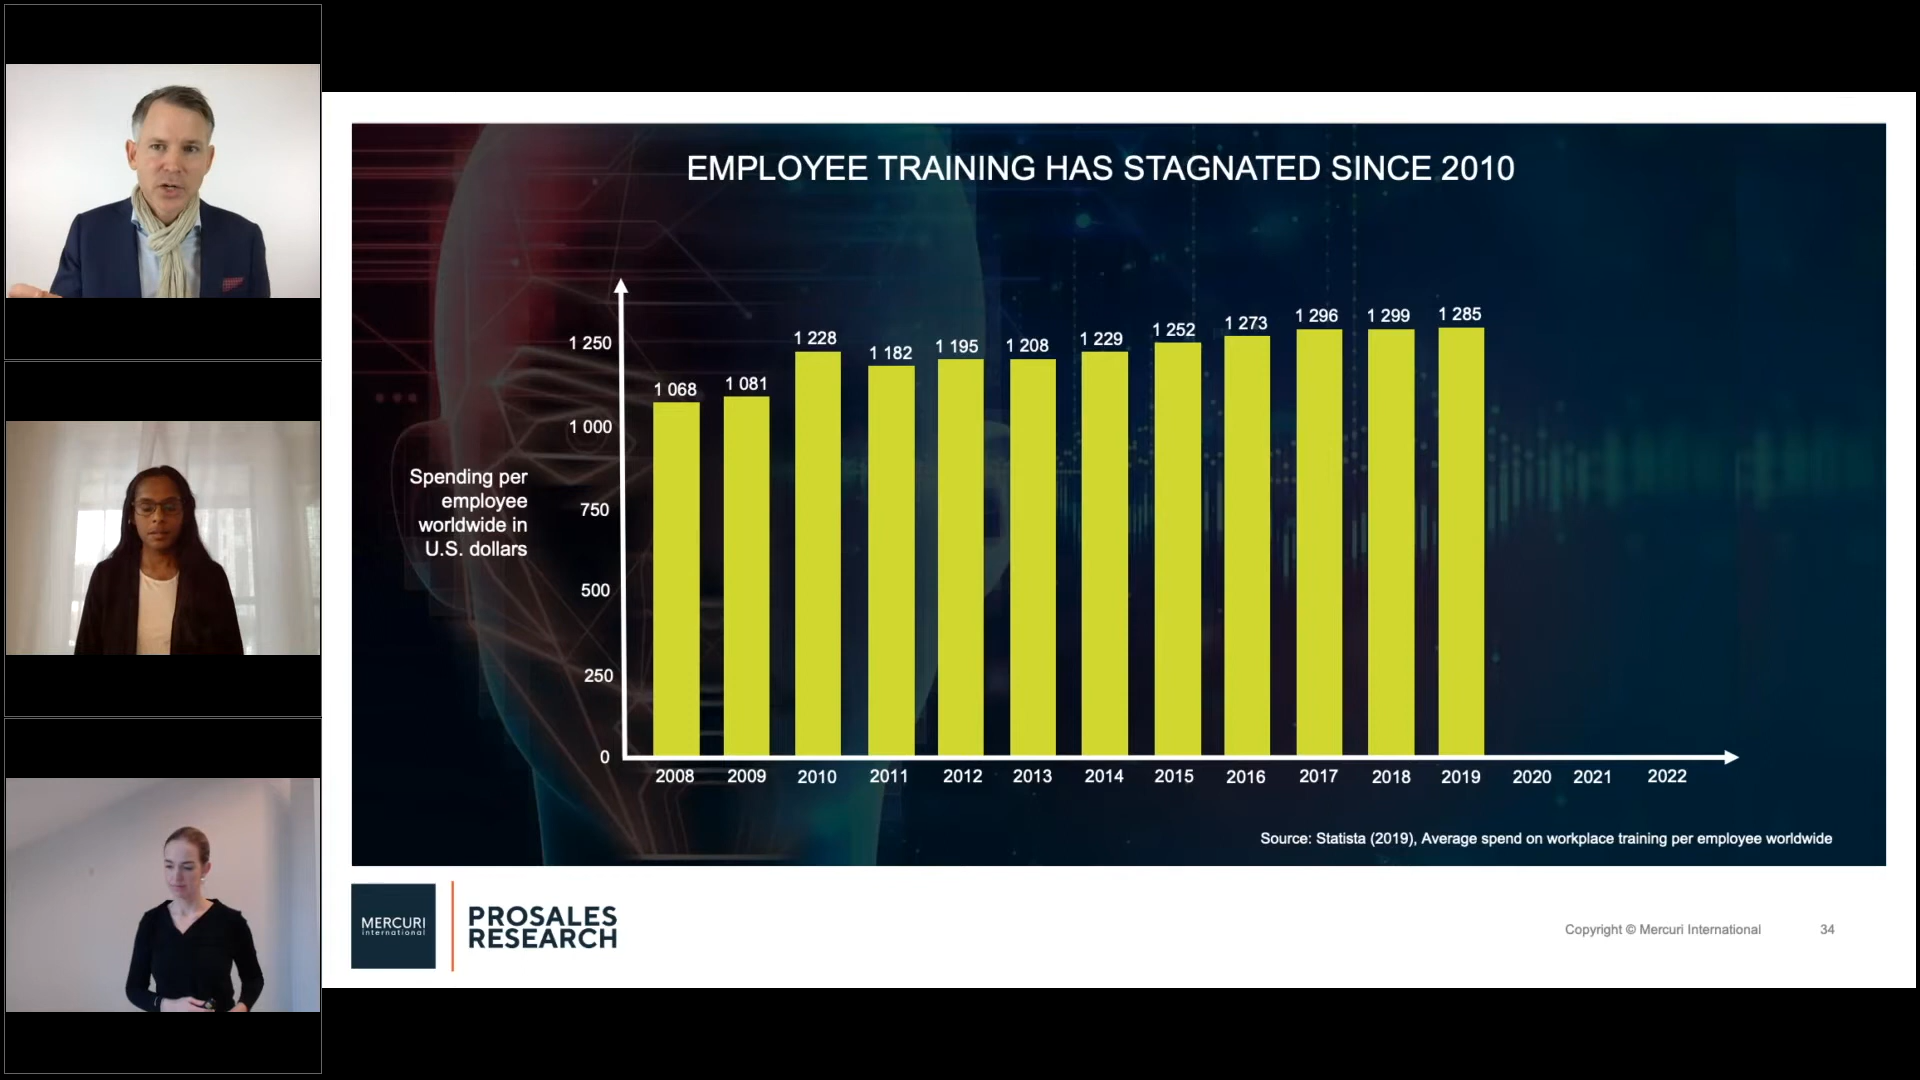 EMPLOYEE TRAINING HAS STAGNATED SINCE 2010
Spending per
employee
worldwide in
U.S. dollars
1 250
1 000
750
500
250
0
1 068
1 081
1 228
1 182
1 195
1 208
1 229
1 252
1 273
1 296
1 299
1 285
2008 2009 2010 2011 2012 2013 2014 2015 2016 2017 2018 2019 2020 2021 2022
Source: Statista (2019), Average spend on workplace training per employee worldwide
MERCURI
international
PROSALES
RESEARCH
Copyright © Mercuri International 34